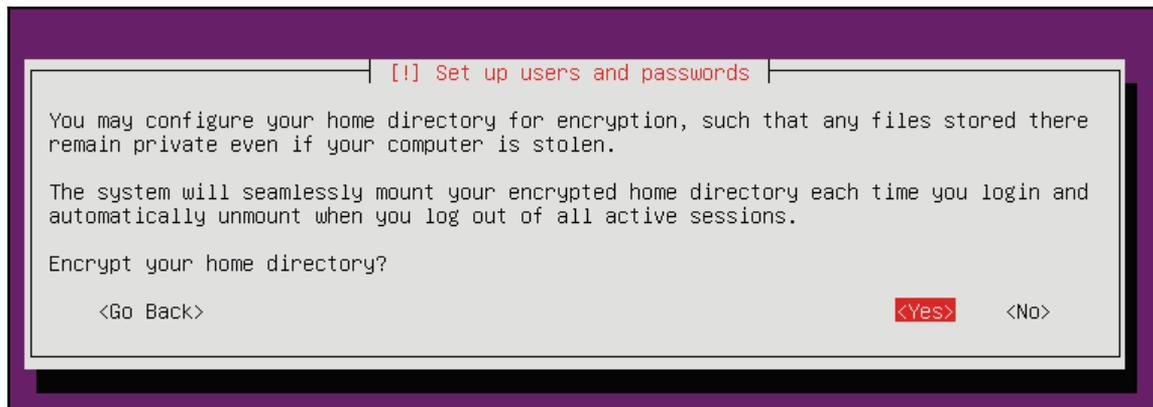 [!] Set up users and passwords
You may configure your home directory for encryption, such that any files stored there
remain private even if your computer is stolen.
The system will seamlessly mount your encrypted home directory each time you login and
automatically unmount when you log out of all active sessions.
Encrypt your home directory?
<Go Back> <Yes> <No>